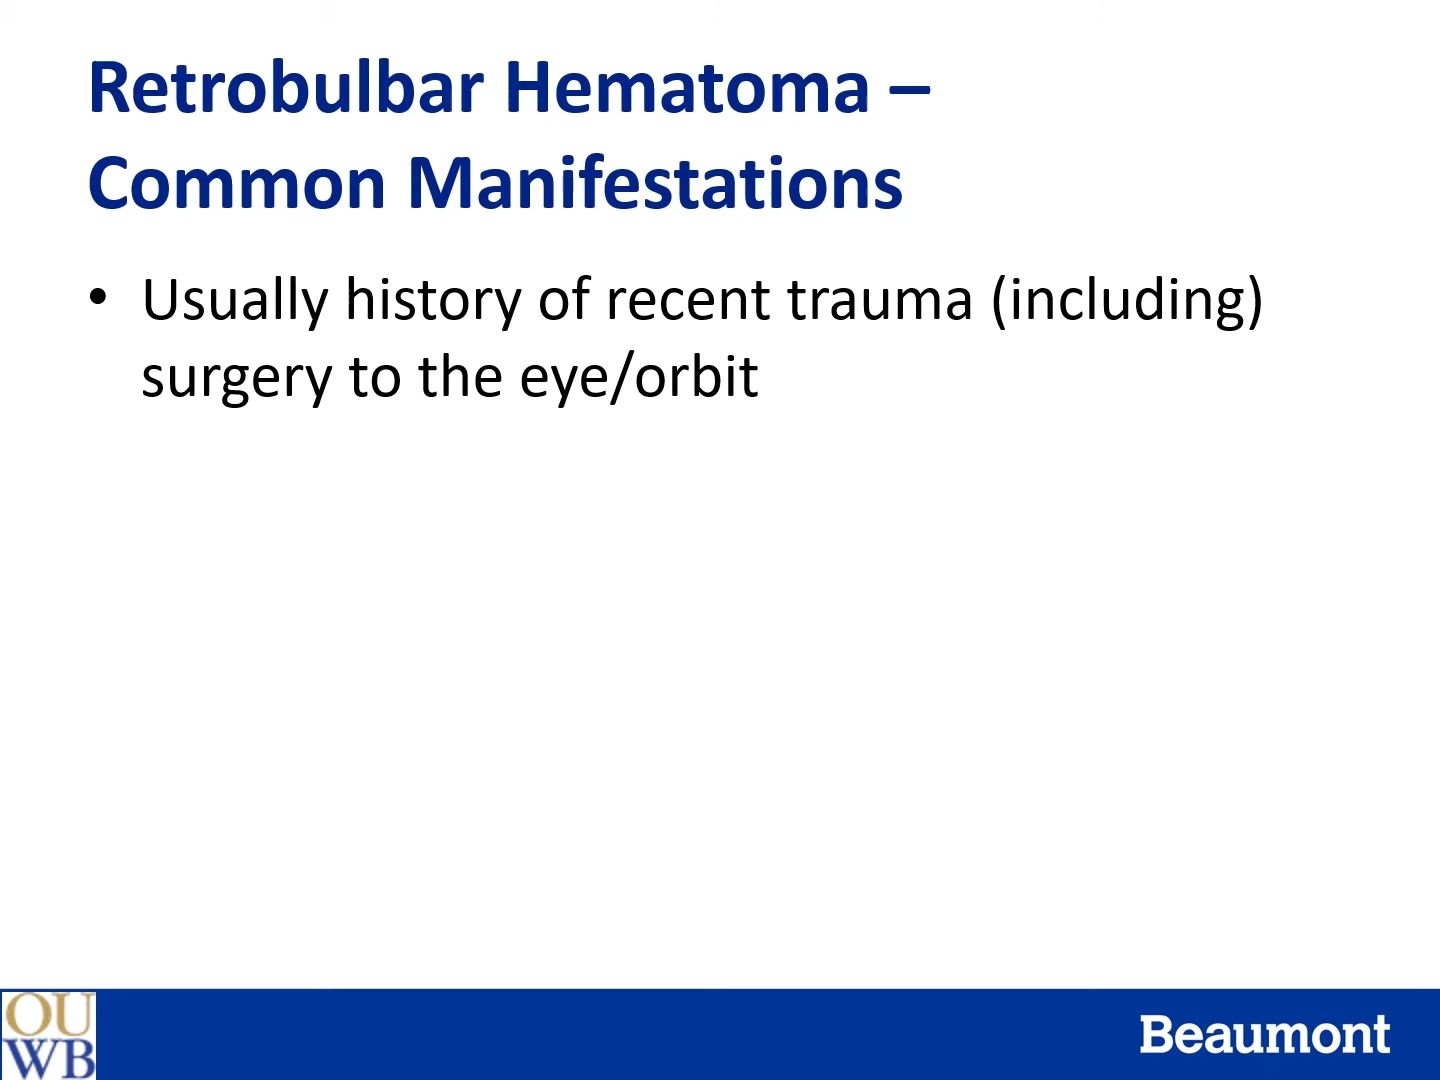 Retrobulbar Hematoma –
Common Manifestations
• Usually history of recent trauma (including)
surgery to the eye/orbit
OU
WB
Beaumont